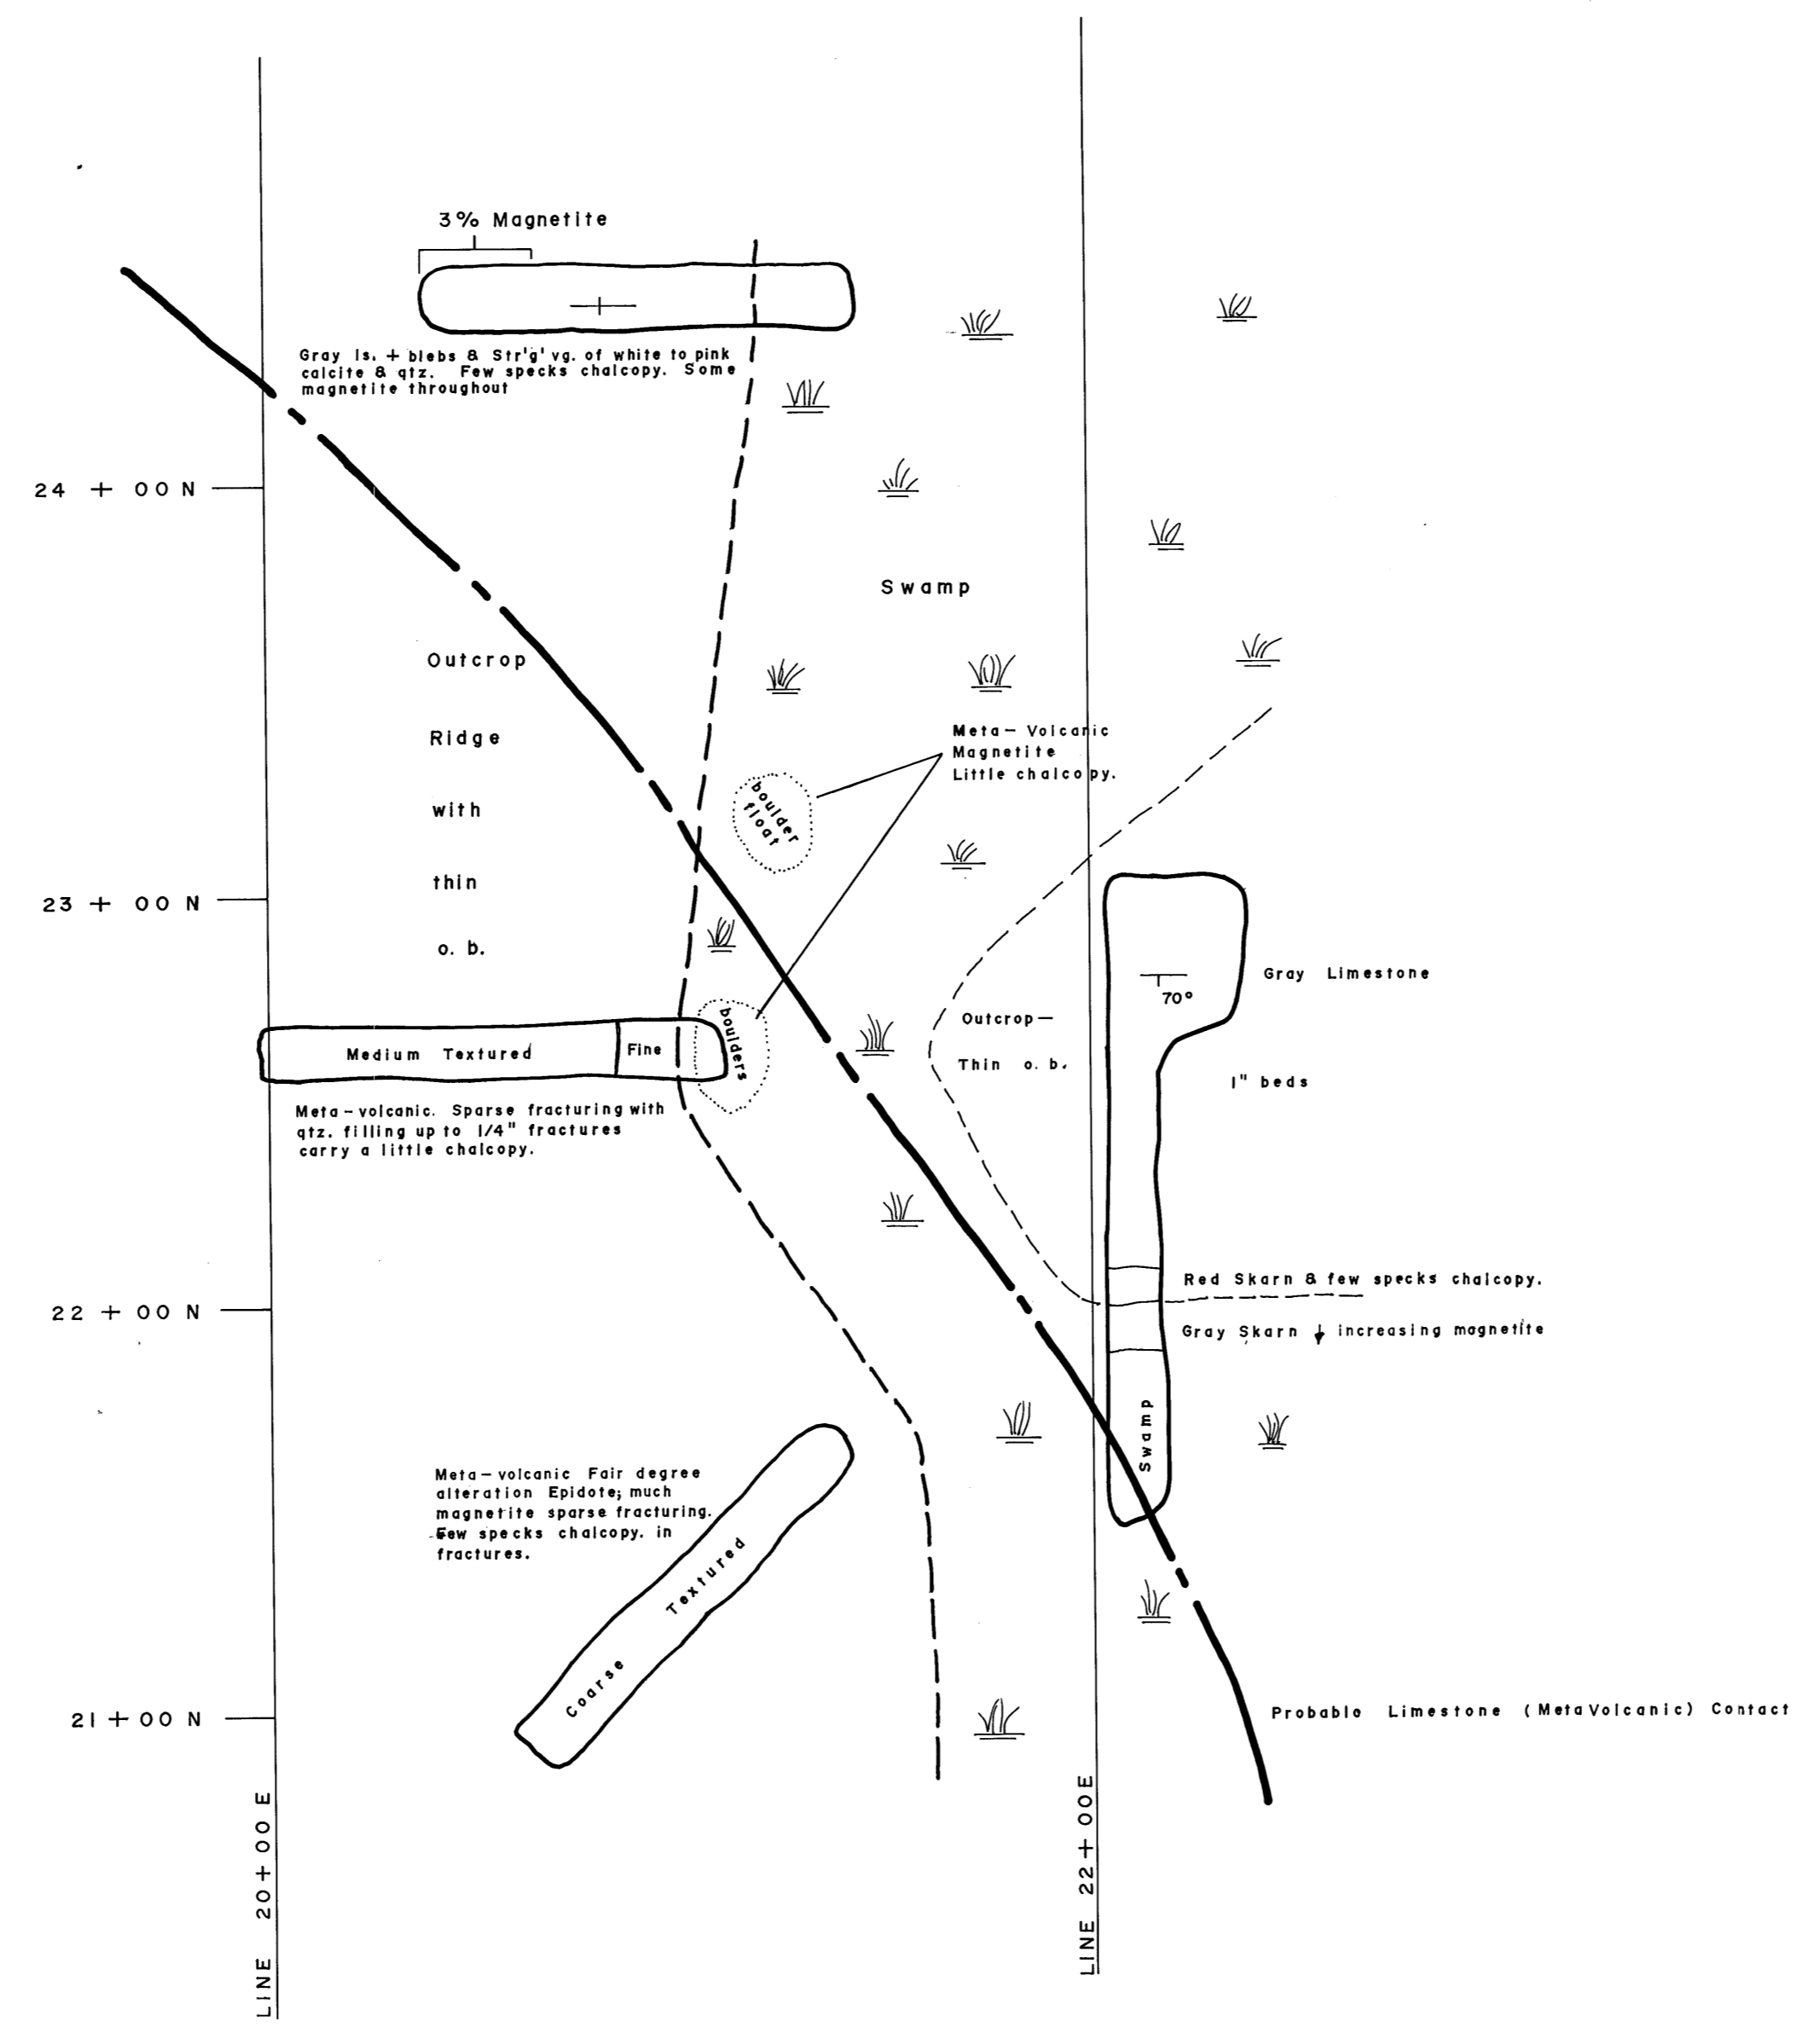 3% Magnetite
Gray ls. + blebs & Str'g' vg. of white to pink
calcite & qtz. Few specks chalcopy. Some
magnetite throughout
24 + 00 N
Swamp
Outcrop
Ridge
with
thin
o. b.
Meta-Volcanic
Magnetite
Little chalcopy.
boulder
float
23 + 00 N
Gray Limestone
70°
Outcrop-
Thin o. b.
1" beds
boulders
Medium Textured
Fine
Meta-volcanic. Sparse fracturing with
qtz. filling up to 1/4" fractures
carry a little chalcopy.
Red Skarn & few specks chalcopy.
22 + 00 N
Gray Skarn ↓ increasing magnetite
Swamp
Meta-volcanic Fair degree
alteration Epidote; much
magnetite sparse fracturing.
Few specks chalcopy. in
fractures.
Coarse Textured
21 + 00 N
Probable Limestone (MetaVolcanic) Contact
LINE 20+00 E
LINE 22+00E